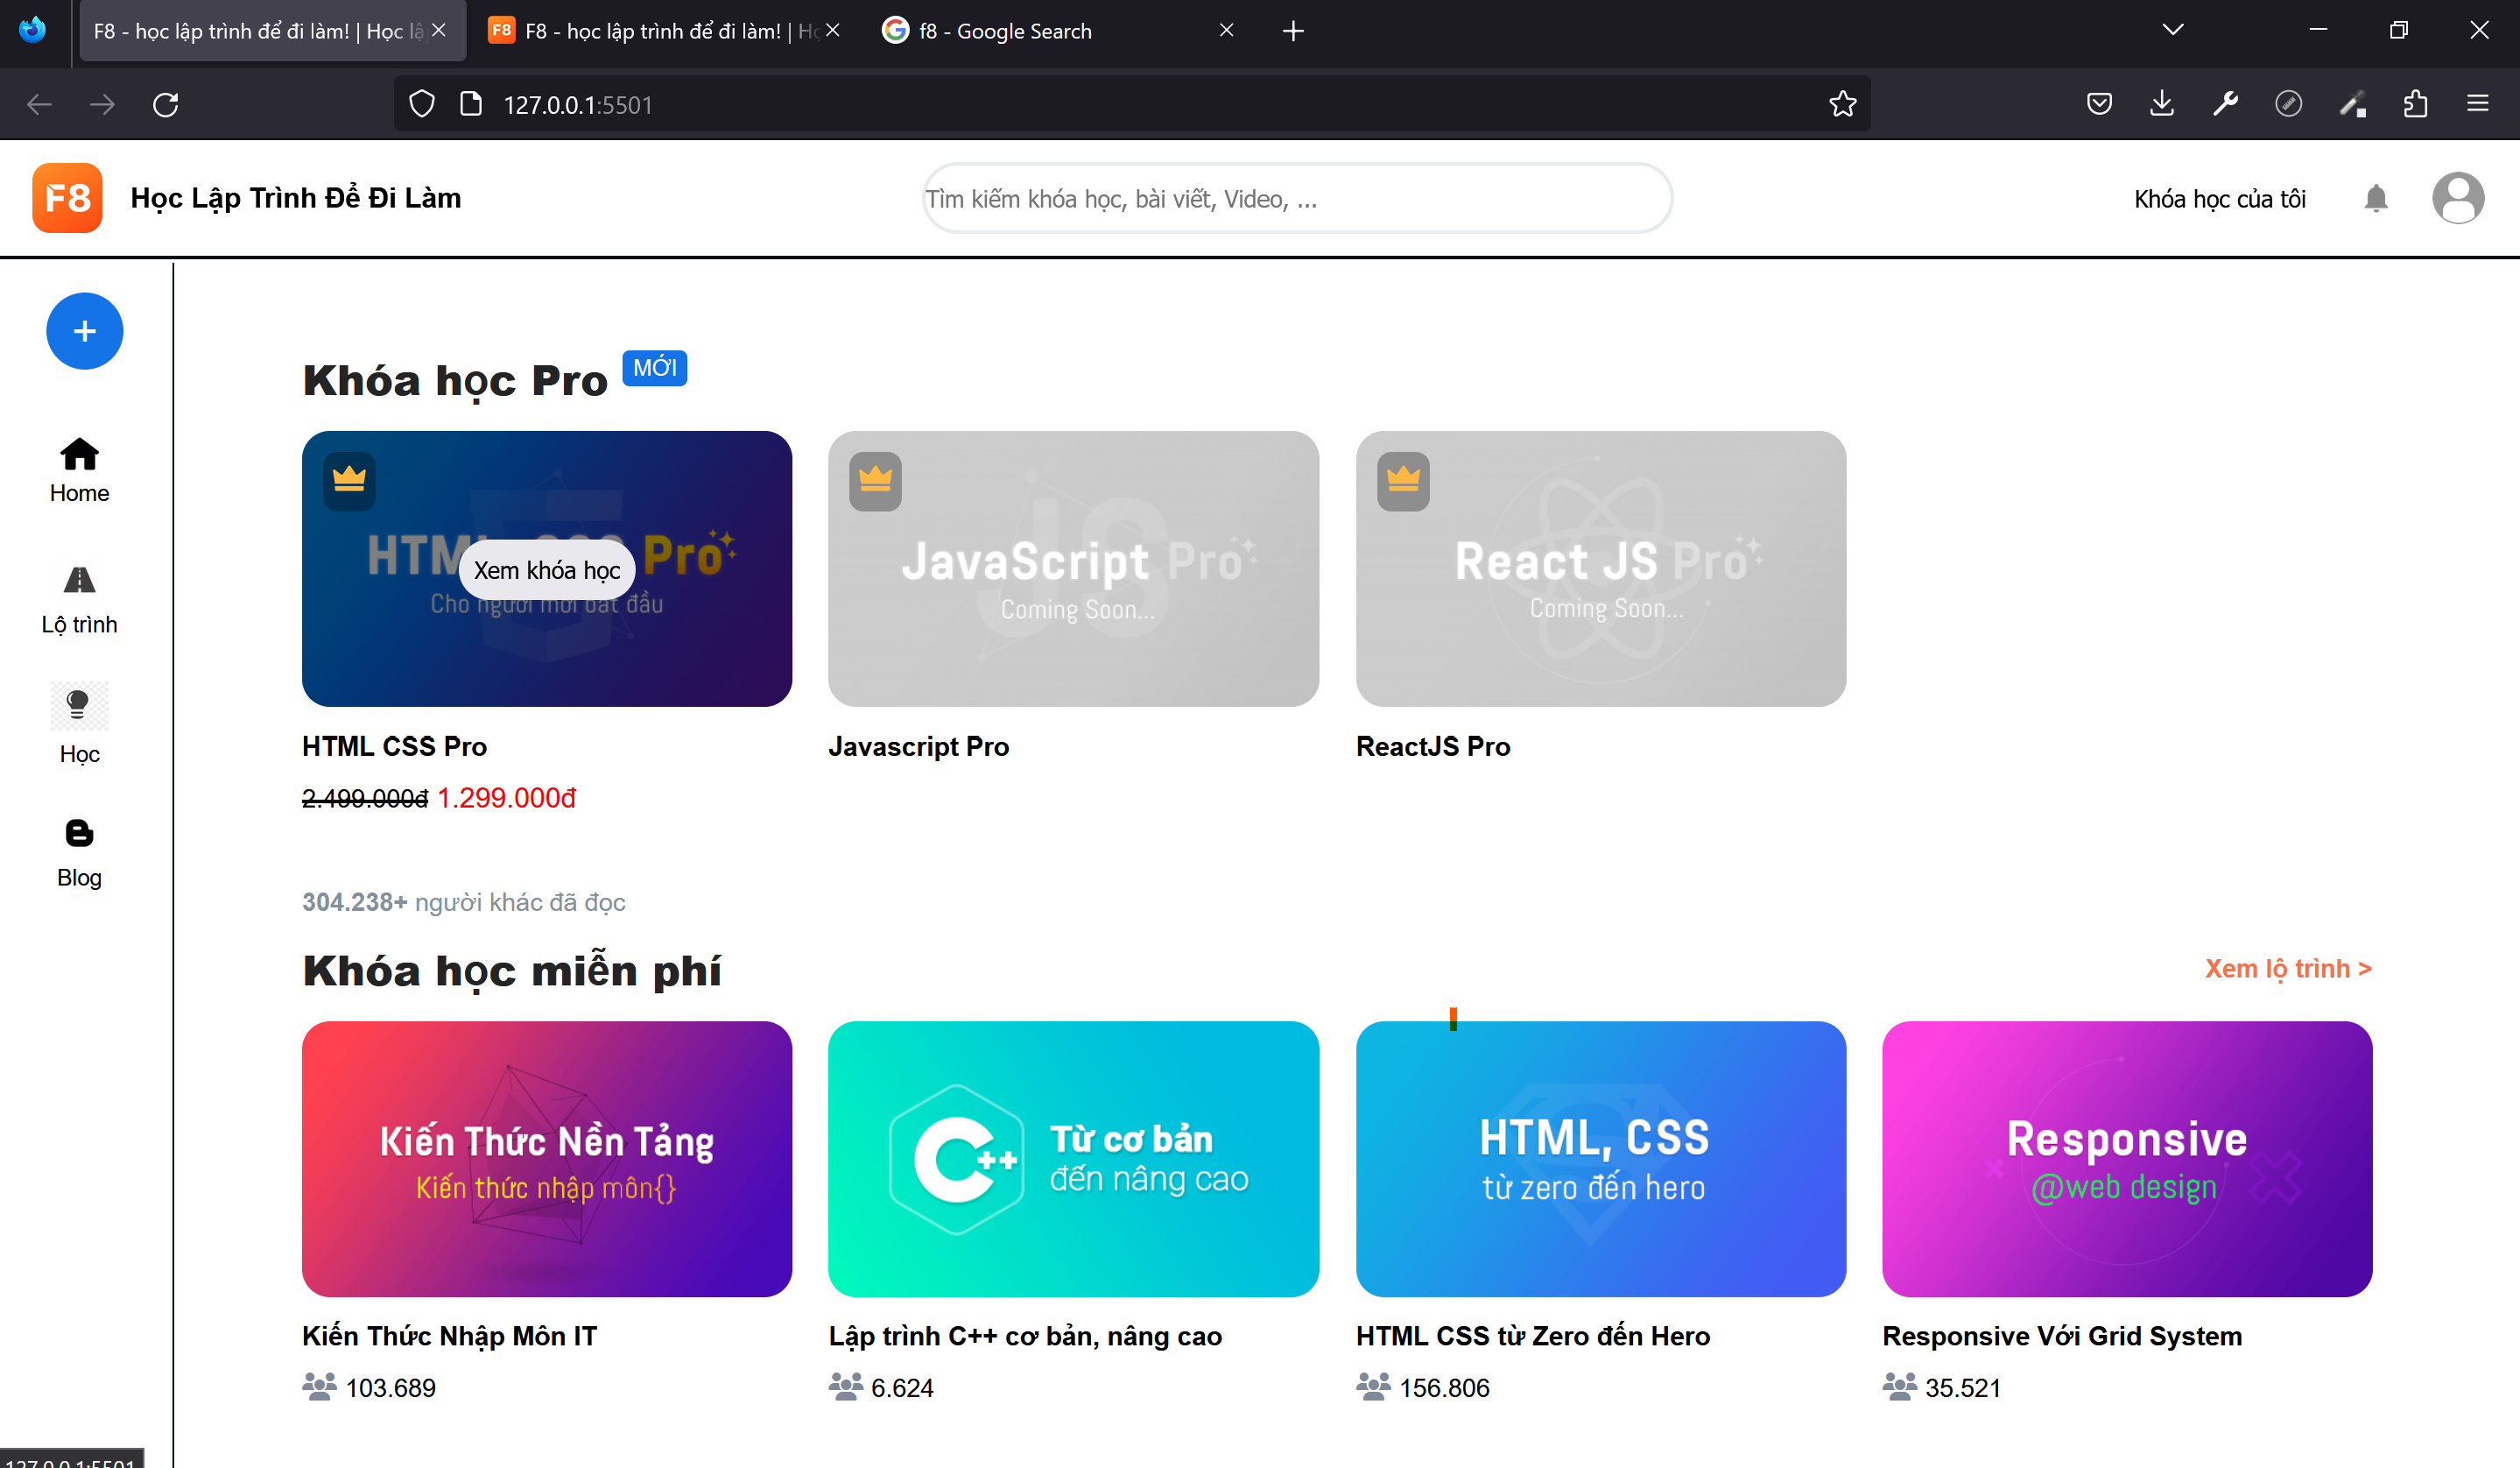 F8 - học lập trình để đi làm! | Học lậ
F8 F8 - học lập trình để đi làm! | Họ
f8 - Google Search
127.0.0.1:5501
F8 Học Lập Trình Để Đi Làm
Tìm kiếm khóa học, bài viết, Video, ...
Khóa học của tôi
Home
Lộ trình
Học
Blog
Khóa học Pro MỚI
HTML CSS Pro
Xem khóa học
Cho người mới bắt đầu
JavaScript Pro
Coming Soon...
React JS Pro
Coming Soon...
HTML CSS Pro
2.499.000đ 1.299.000đ
Javascript Pro
ReactJS Pro
304.238+ người khác đã đọc
Khóa học miễn phí
Xem lộ trình >
Kiến Thức Nền Tảng
Kiến thức nhập môn{}
C++
Từ cơ bản
đến nâng cao
HTML, CSS
từ zero đến hero
Responsive
@web design
Kiến Thức Nhập Môn IT
103.689
Lập trình C++ cơ bản, nâng cao
6.624
HTML CSS từ Zero đến Hero
156.806
Responsive Với Grid System
35.521
127.0.0.1:5501